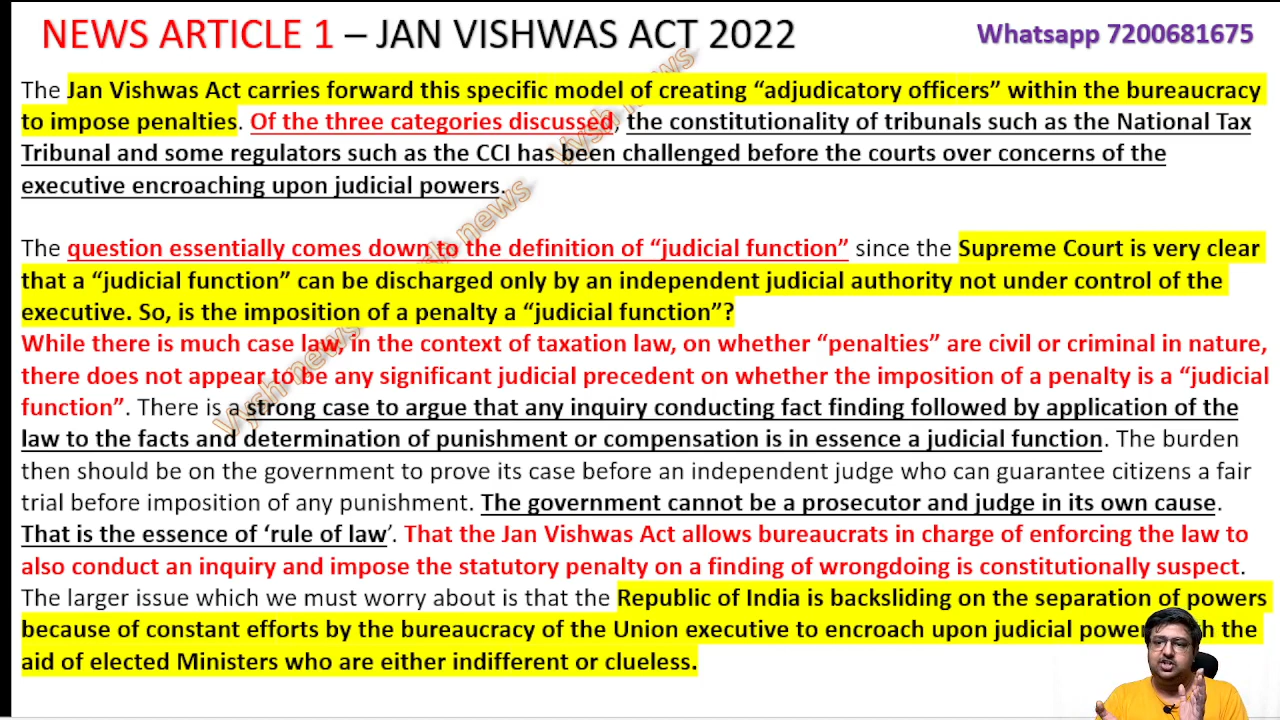 NEWS ARTICLE 1 – JAN VISHWAS ACT 2022
Whatsapp 7200681675
The Jan Vishwas Act carries forward this specific model of creating “adjudicatory officers” within the bureaucracy
to impose penalties. Of the three categories discussed, the constitutionality of tribunals such as the National Tax
Tribunal and some regulators such as the CCI has been challenged before the courts over concerns of the
executive encroaching upon judicial powers.
The question essentially comes down to the definition of “judicial function” since the Supreme Court is very clear
that a “judicial function” can be discharged only by an independent judicial authority not under control of the
executive. So, is the imposition of a penalty a “judicial function”?
While there is much case law, in the context of taxation law, on whether “penalties” are civil or criminal in nature,
there does not appear to be any significant judicial precedent on whether the imposition of a penalty is a “judicial
function”. There is a strong case to argue that any inquiry conducting fact finding followed by application of the
law to the facts and determination of punishment or compensation is in essence a judicial function. The burden
then should be on the government to prove its case before an independent judge who can guarantee citizens a fair
trial before imposition of any punishment. The government cannot be a prosecutor and judge in its own cause.
That is the essence of ‘rule of law’. That the Jan Vishwas Act allows bureaucrats in charge of enforcing the law to
also conduct an inquiry and impose the statutory penalty on a finding of wrongdoing is constitutionally suspect.
The larger issue which we must worry about is that the Republic of India is backsliding on the separation of powers
because of constant efforts by the bureaucracy of the Union executive to encroach upon judicial power the
aid of elected Ministers who are either indifferent or clueless.
Vysh news
Vysh news